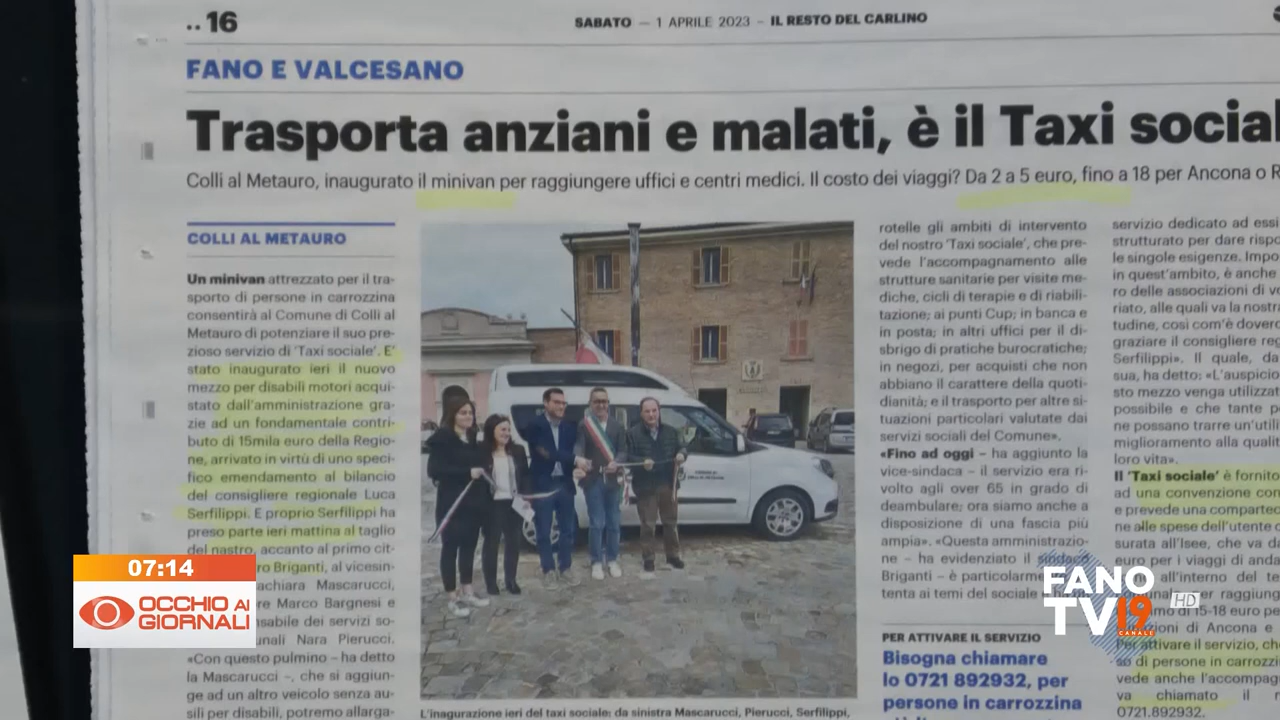 .. 16
SABATO — 1 APRILE 2023 – IL RESTO DEL CARLINO
FANO E VALCESANO
Trasporta anziani e malati, è il Taxi social
Colli al Metauro, inaugurato il minivan per raggiungere uffici e centri medici. Il costo dei viaggi? Da 2 a 5 euro, fino a 18 per Ancona o R
COLLI AL METAURO
Un minivan attrezzato per il tra-
sporto di persone in carrozzina
consentirà al Comune di Colli al
Metauro di potenziare il suo pre-
zioso servizio di 'Taxi sociale'. E'
stato inaugurato ieri il nuovo
mezzo per disabili motori acqui-
stato dall'amministrazione gra-
zie ad un fondamentale contri-
buto di 15mila euro della Regio-
ne, arrivato in virtù di uno speci-
fico emendamento al bilancio
del consigliere regionale Luca
Serfilippi. E proprio Serfilippi ha
preso parte ieri mattina al taglio
del nastro, accanto al primo cit-
ro Briganti, al vicesin-
achiara Mascarucci,
re Marco Bargnesi e
nsabile dei servizi so-
unali Nara Pierucci.
«Con questo pulmino – ha detto
la Mascarucci –, che si aggiun-
ge ad un altro veicolo senza au-
sili per disabili, potremo allarga-
L'inagurazione ieri del taxi sociale: da sinistra Mascarucci, Pierucci, Serfilippi,
rotelle gli ambiti di intervento
del nostro 'Taxi sociale', che pre-
vede l'accompagnamento alle
strutture sanitarie per visite me-
diche, cicli di terapie e di riabili-
tazione; ai punti Cup; in banca e
in posta; in altri uffici per il di-
sbrigo di pratiche burocratiche;
in negozi, per acquisti che non
abbiano il carattere della quoti-
dianità; e il trasporto per altre si-
tuazioni particolari valutate dai
servizi sociali del Comune».
«Fino ad oggi – ha aggiunto la
vice-sindaca – il servizio era ri-
volto agli over 65 in grado di
deambulare; ora siamo anche a
disposizione di una fascia più
ampia». «Questa amministrazio-
ne – ha evidenziato il sindaco
Briganti – è particolarm
tenta ai temi del sociale
PER ATTIVARE IL SERVIZIO
Bisogna chiamare
lo 0721 892932, per
persone in carrozzina
servizio dedicato ad essi
strutturato per dare rispo
le singole esigenze. Impo
in quest'ambito, è anche
ro delle associazioni di vo
riato, alle quali va la nostr
tudine, così com'è dovero
graziare il consigliere reg
Serfilippi». Il quale, da
sua, ha detto: «L'auspicio
sto mezzo venga utilizzat
possibile e che tante p
ne possano trarre un'utili
miglioramento alla qualit
loro vita».
Il 'Taxi sociale' è fornito
ad una convenzione con
e prevede una compartec
ne alle spese dell'utente c
surata all'Isee, che va da
euro per i viaggi di anda
all'interno del te
per raggiung
mo di 15-18 euro pe
zioni di Ancona e
Per attivare il servizio, ch
so di persone in carrozzi
vede anche l'accompag
va chiamato il n
0721.892932.
07:14
OCCHIO AI
GIORNALI
FANO
TV19
CANALE
HD